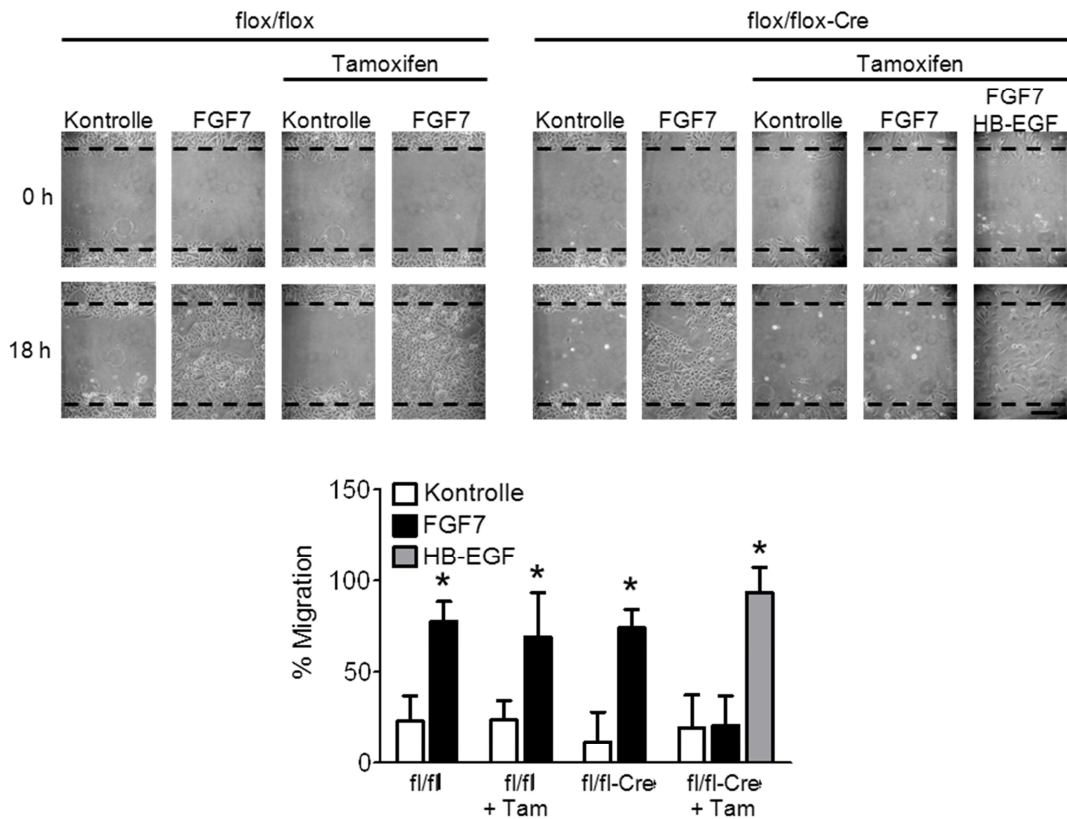 flox/flox flox/flox-Cre
Tamoxifen Tamoxifen
Kontrolle FGF7 Kontrolle FGF7 Kontrolle FGF7 Kontrolle FGF7 FGF7
HB-EGF
0 h
18 h
150
Kontrolle
FGF7
HB-EGF
% Migration
100
50
0
* * * *
fl/fl fl/fl fl/fl-Cre fl/fl-Cre
+ Tam + Tam